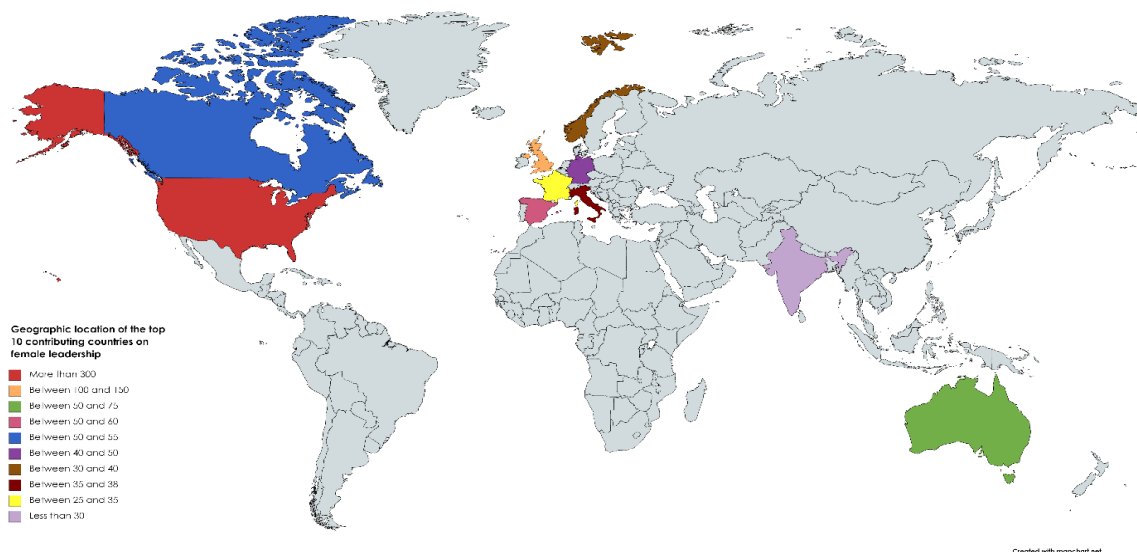 Geographic location of the top
10 contributing countries on
female leadership
More than 300
Between 100 and 150
Between 50 and 75
Between 50 and 60
Between 50 and 55
Between 40 and 50
Between 30 and 40
Between 35 and 38
Between 25 and 35
Less than 30
Created with mapchart.net